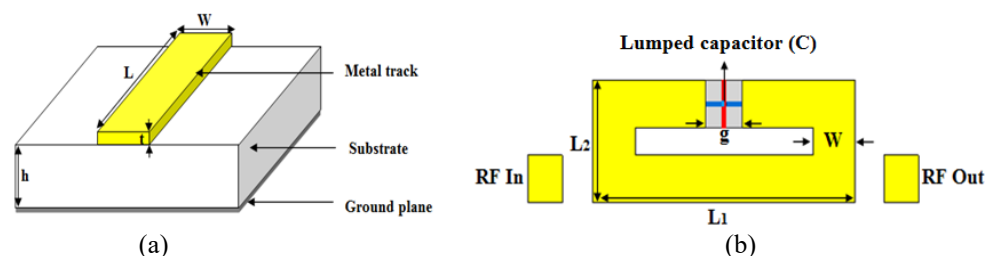 W
L
Metal track
t
h
Substrate
Ground plane
(a)
Lumped capacitor (C)
g
W
L2
RF In
RF Out
L1
(b)